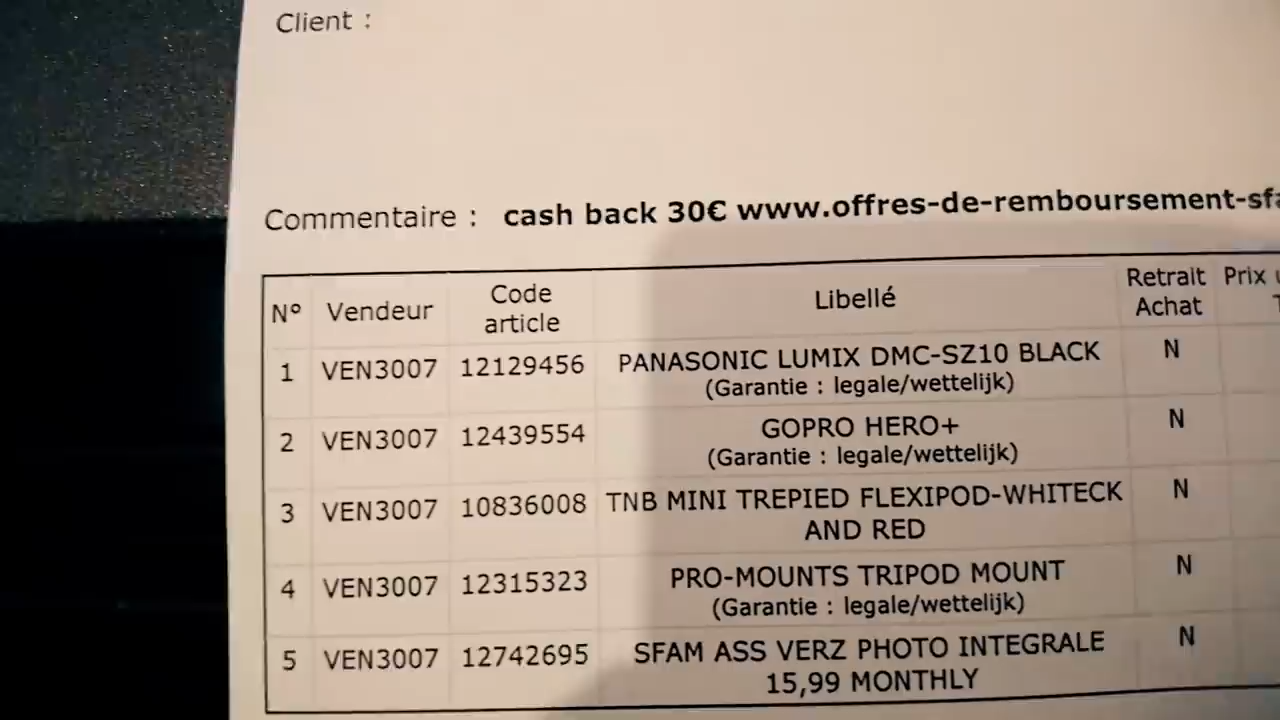 Client :
Commentaire : cash back 30€ www.offres-de-remboursement-sfa
N° Vendeur Code article Libellé Retrait Achat Prix
1 VEN3007 12129456 PANASONIC LUMIX DMC-SZ10 BLACK N
(Garantie : legale/wettelijk)
2 VEN3007 12439554 GOPRO HERO+ N
(Garantie : legale/wettelijk)
3 VEN3007 10836008 TNB MINI TREPIED FLEXIPOD-WHITECK N
AND RED
4 VEN3007 12315323 PRO-MOUNTS TRIPOD MOUNT N
(Garantie : legale/wettelijk)
5 VEN3007 12742695 SFAM ASS VERZ PHOTO INTEGRALE N
15,99 MONTHLY